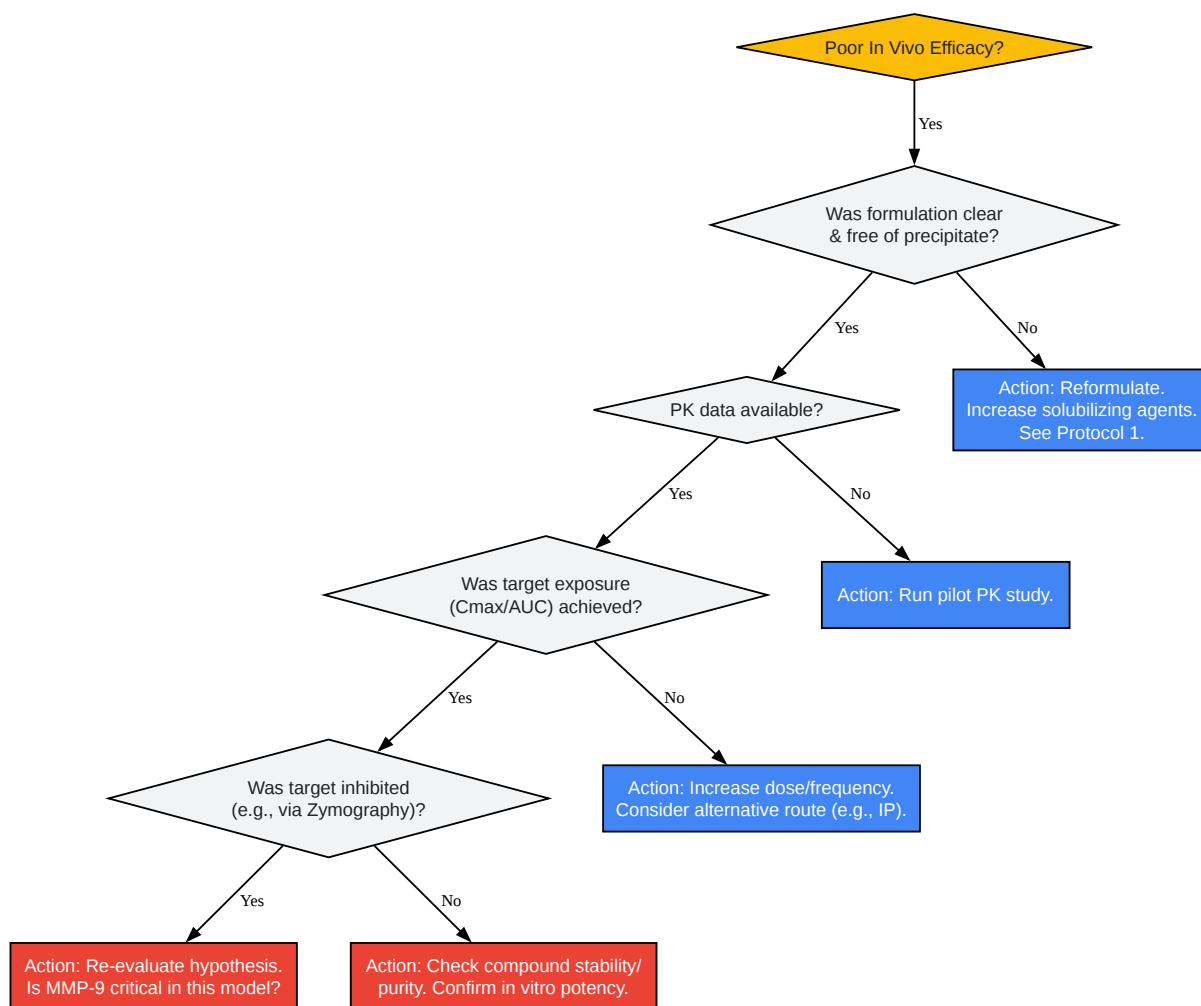 Poor In Vivo Efficacy?
Yes
Was formulation clear
& free of precipitate?
Yes
No
Action: Reformulate.
Increase solubilizing agents.
See Protocol 1.
PK data available?
Yes
No
Action: Run pilot PK study.
Was target exposure
(Cmax/AUC) achieved?
Yes
No
Action: Increase dose/frequency.
Consider alternative route (e.g., IP).
Was target inhibited
(e.g., via Zymography)?
Yes
No
Action: Re-evaluate hypothesis.
Is MMP-9 critical in this model?
Action: Check compound stability/
purity. Confirm in vitro potency.